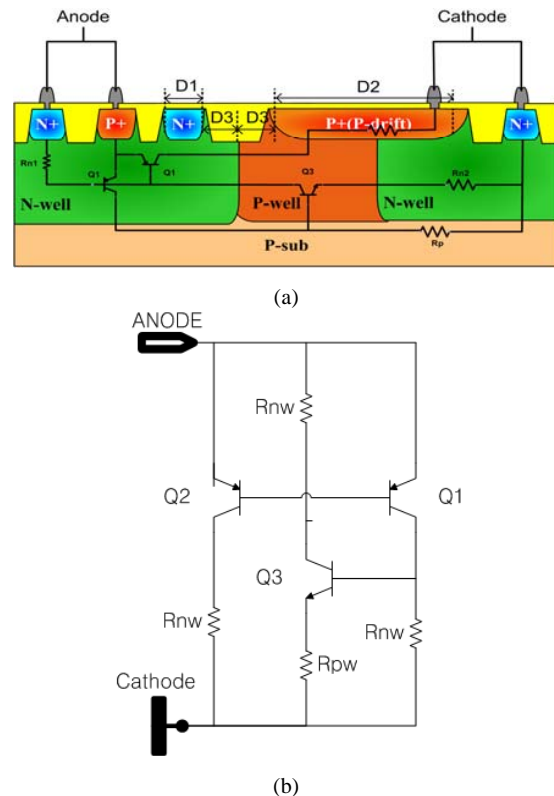 Anode
Cathode
D1
D2
N+
P+
N+
D3
D3
P+(P-drift)
N+
Rn1
Q1
Q1
Q3
Rn2
N-well
P-well
N-well
Rp
P-sub
(a)
ANODE
Rnw
Q2
Q1
Q3
Rnw
Rnw
Rpw
Cathode
(b)